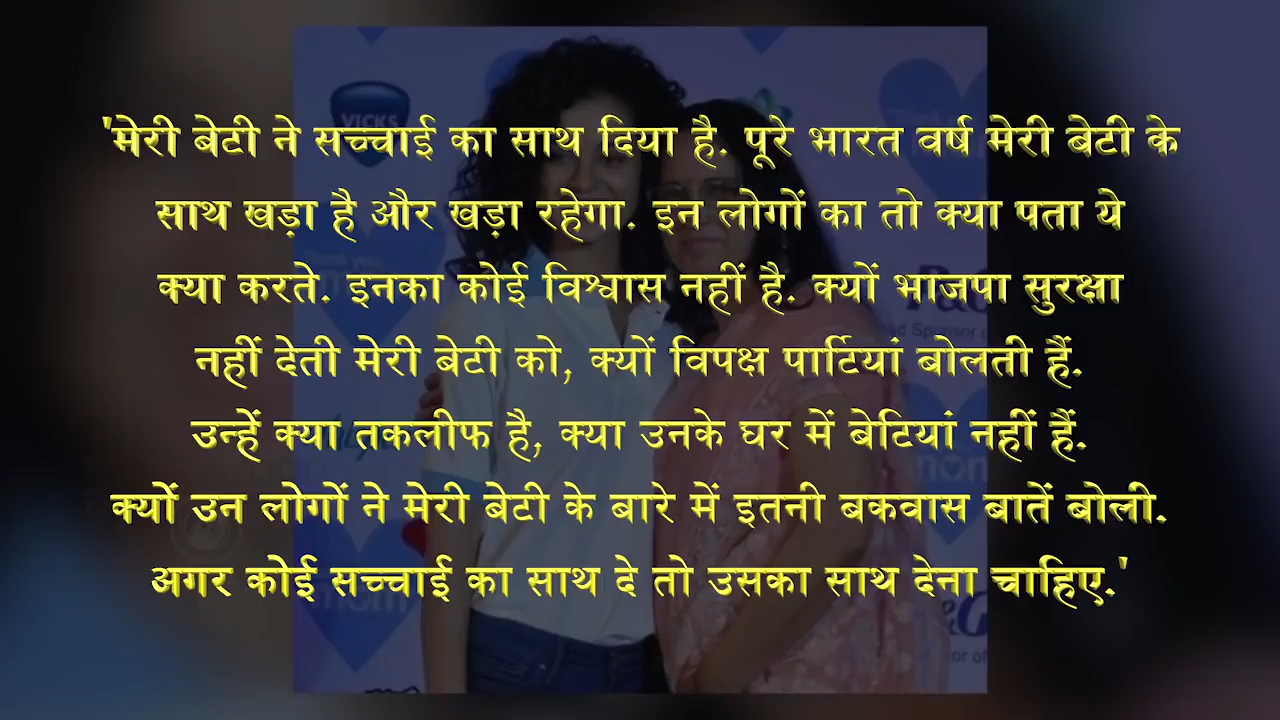 'मेरी बेटी ने सच्चाई का साथ दिया है. पूरे भारत वर्ष मेरी बेटी के
साथ खड़ा है और खड़ा रहेगा. इन लोगों का तो क्या पता ये
क्या करते. इनका कोई विश्वास नहीं है. क्यों भाजपा सुरक्षा
नहीं देती मेरी बेटी को, क्यों विपक्ष पार्टियां बोलती हैं.
उन्हें क्या तकलीफ है, क्या उनके घर में बेटियां नहीं हैं.
क्यों उन लोगों ने मेरी बेटी के बारे में इतनी बकवास बातें बोली.
अगर कोई सच्चाई का साथ दे तो उसका साथ देना चाहिए.'
VICKS